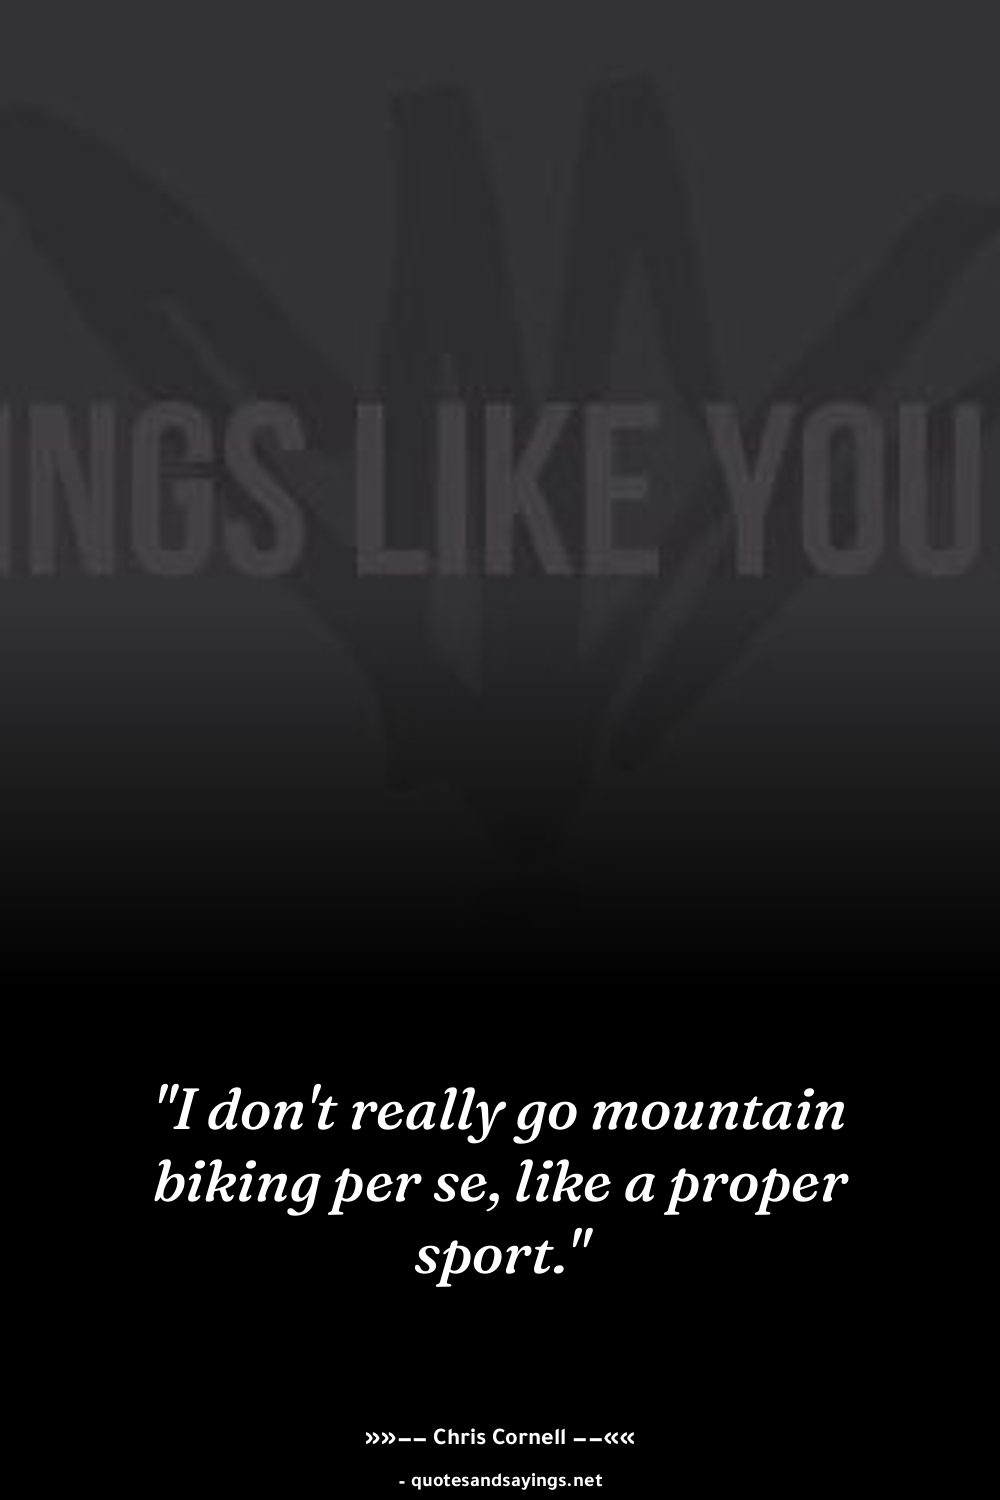 INGS LIKE YOU
"I don't really go mountain
biking per se, like a proper
sport."
»»−− Chris Cornell −−««
- quotesandsayings.net